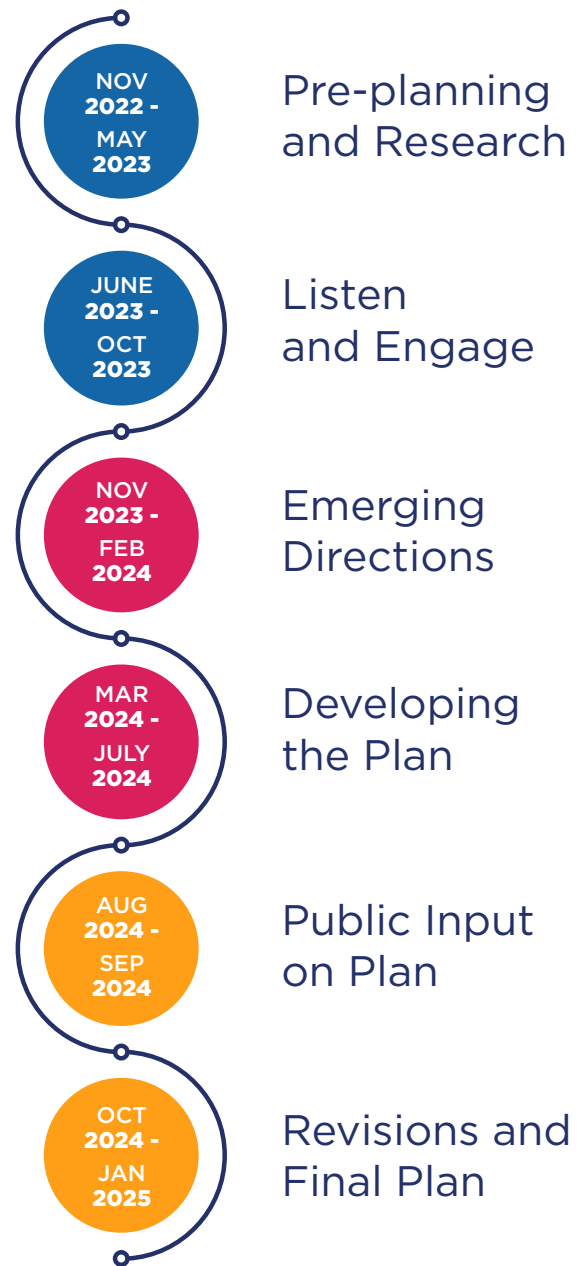 NOV
2022 -
MAY
2023
Pre-planning
and Research
JUNE
2023 -
OCT
2023
Listen
and Engage
NOV
2023 -
FEB
2024
Emerging
Directions
MAR
2024 -
JULY
2024
Developing
the Plan
AUG
2024 -
SEP
2024
Public Input
on Plan
OCT
2024 -
JAN
2025
Revisions and
Final Plan